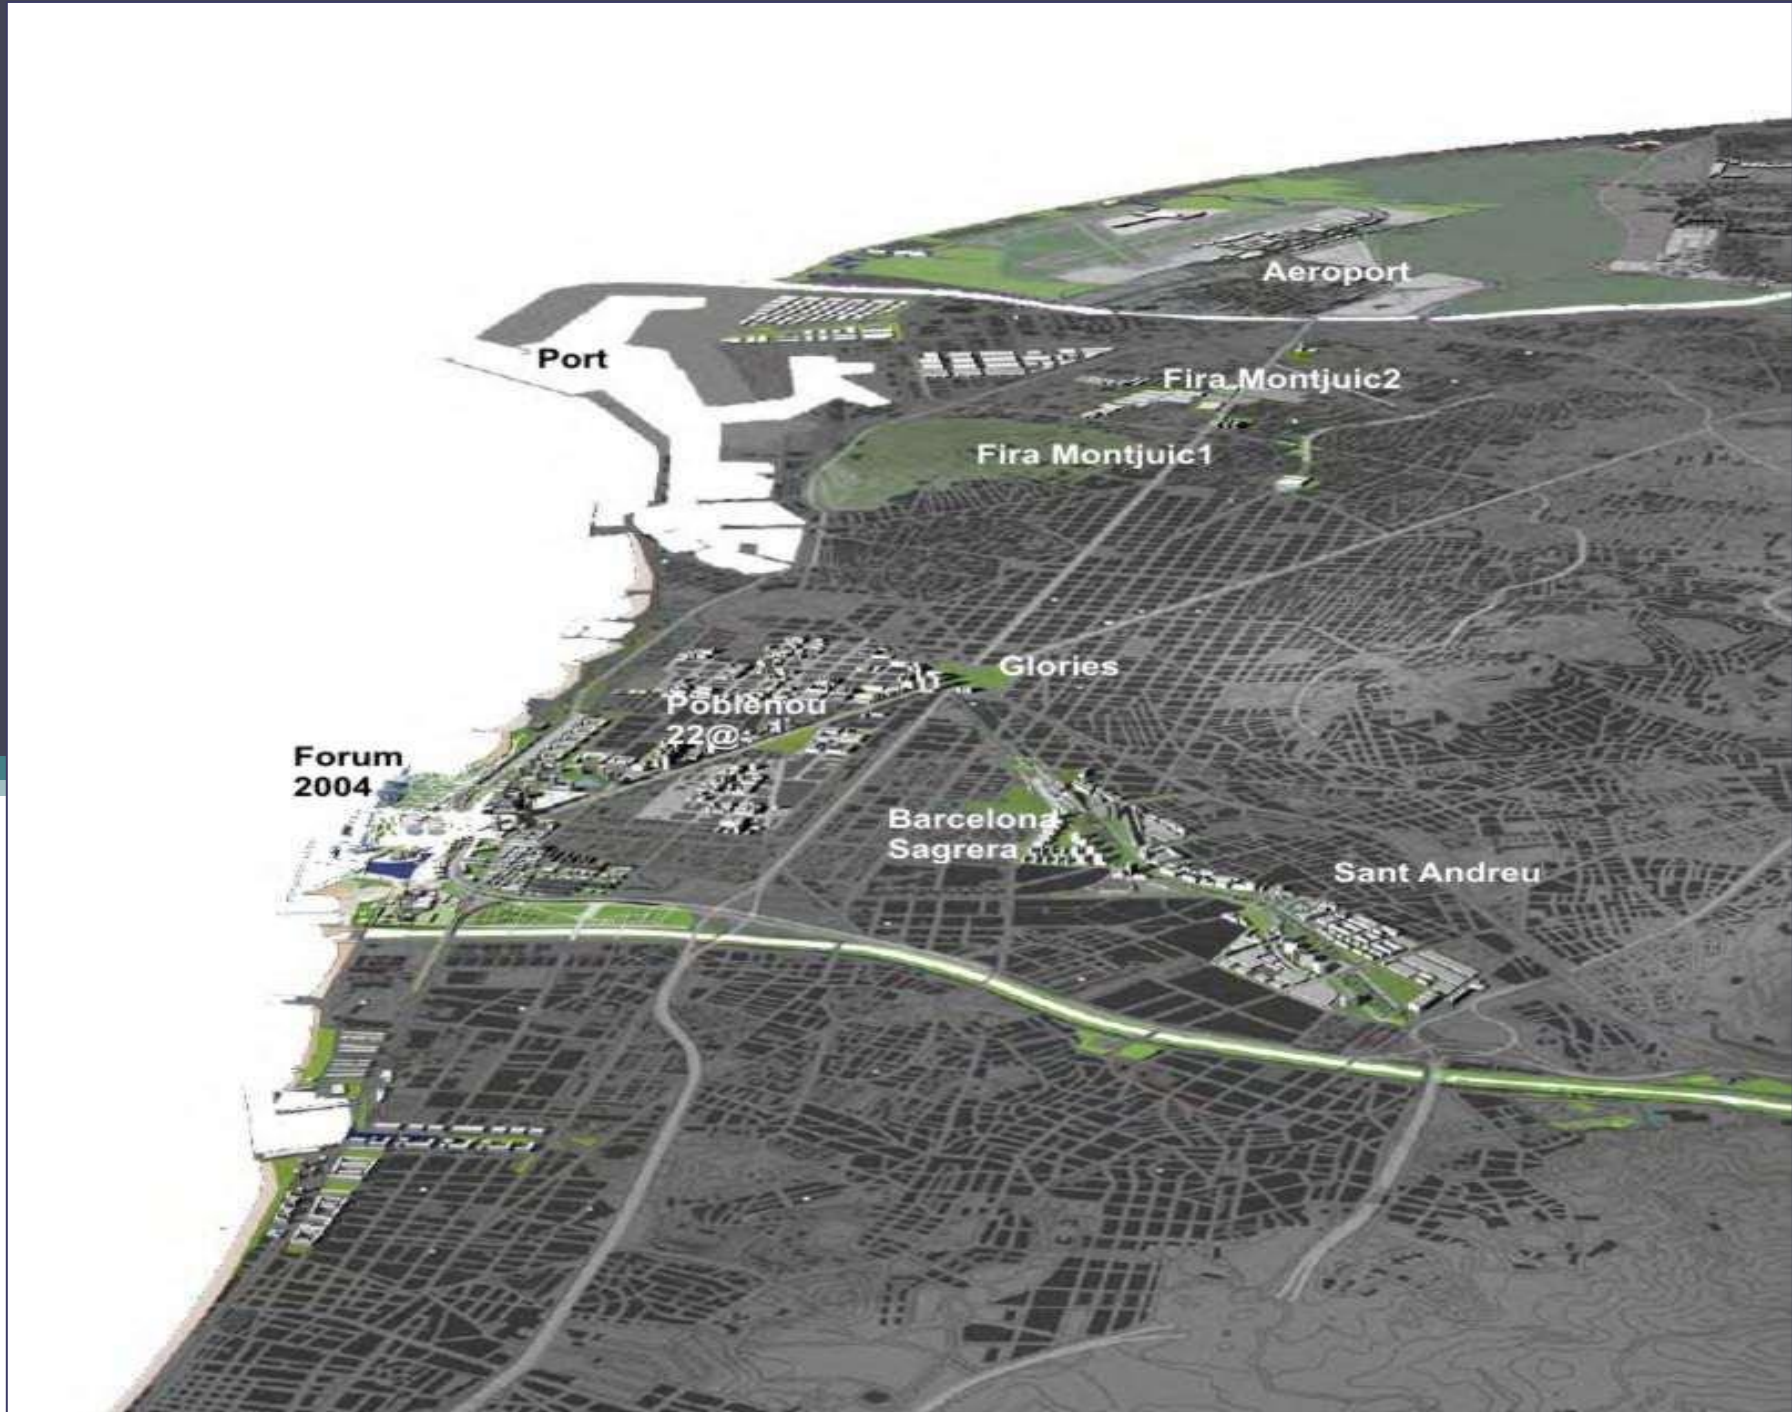 Aeroport
Port
Fira Montjuic2
Fira Montjuic1
Glories
Poblenou
22@
Forum
2004
Barcelona
Sagrera
Sant Andreu